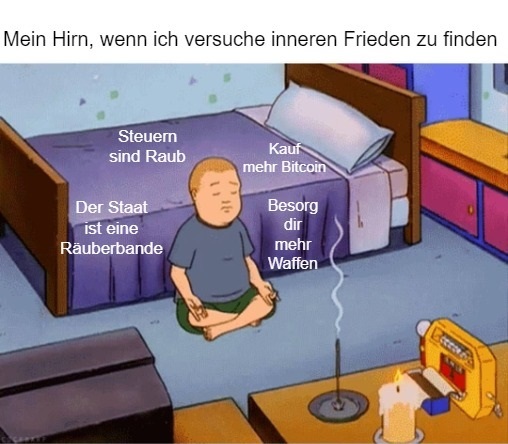 Mein Hirn, wenn ich versuche inneren Frieden zu finden
Steuern
sind Raub
Kauf
mehr Bitcoin
Der Staat
ist eine
Räuberbande
Besorg
dir
mehr
Waffen